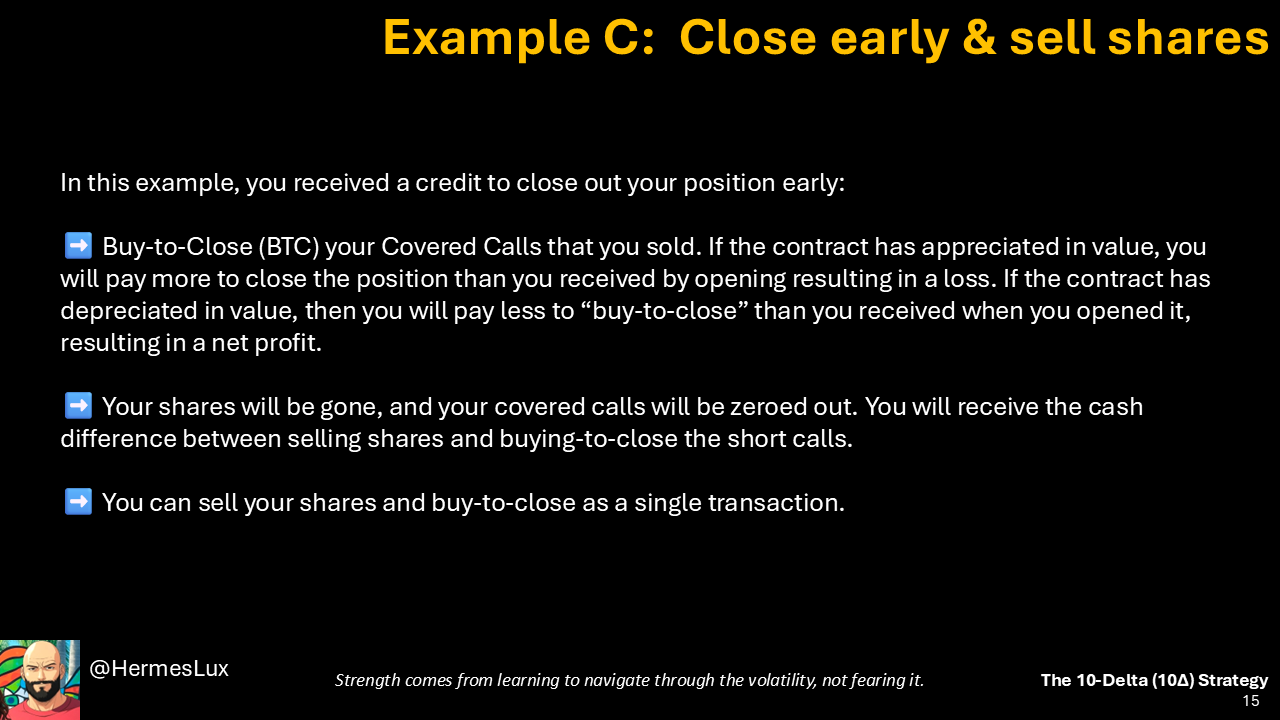 Example C:  Close early & sell shares
In this example, you received a credit to close out your position early:
➡️ Buy-to-Close (BTC) your Covered Calls that you sold. If the contract has appreciated in value, you
will pay more to close the position than you received by opening resulting in a loss. If the contract has
depreciated in value, then you will pay less to “buy-to-close” than you received when you opened it,
resulting in a net profit.
➡️ Your shares will be gone, and your covered calls will be zeroed out. You will receive the cash
difference between selling shares and buying-to-close the short calls.
➡️ You can sell your shares and buy-to-close as a single transaction.
@HermesLux
Strength comes from learning to navigate through the volatility, not fearing it.
The 10-Delta (10Δ) Strategy
15